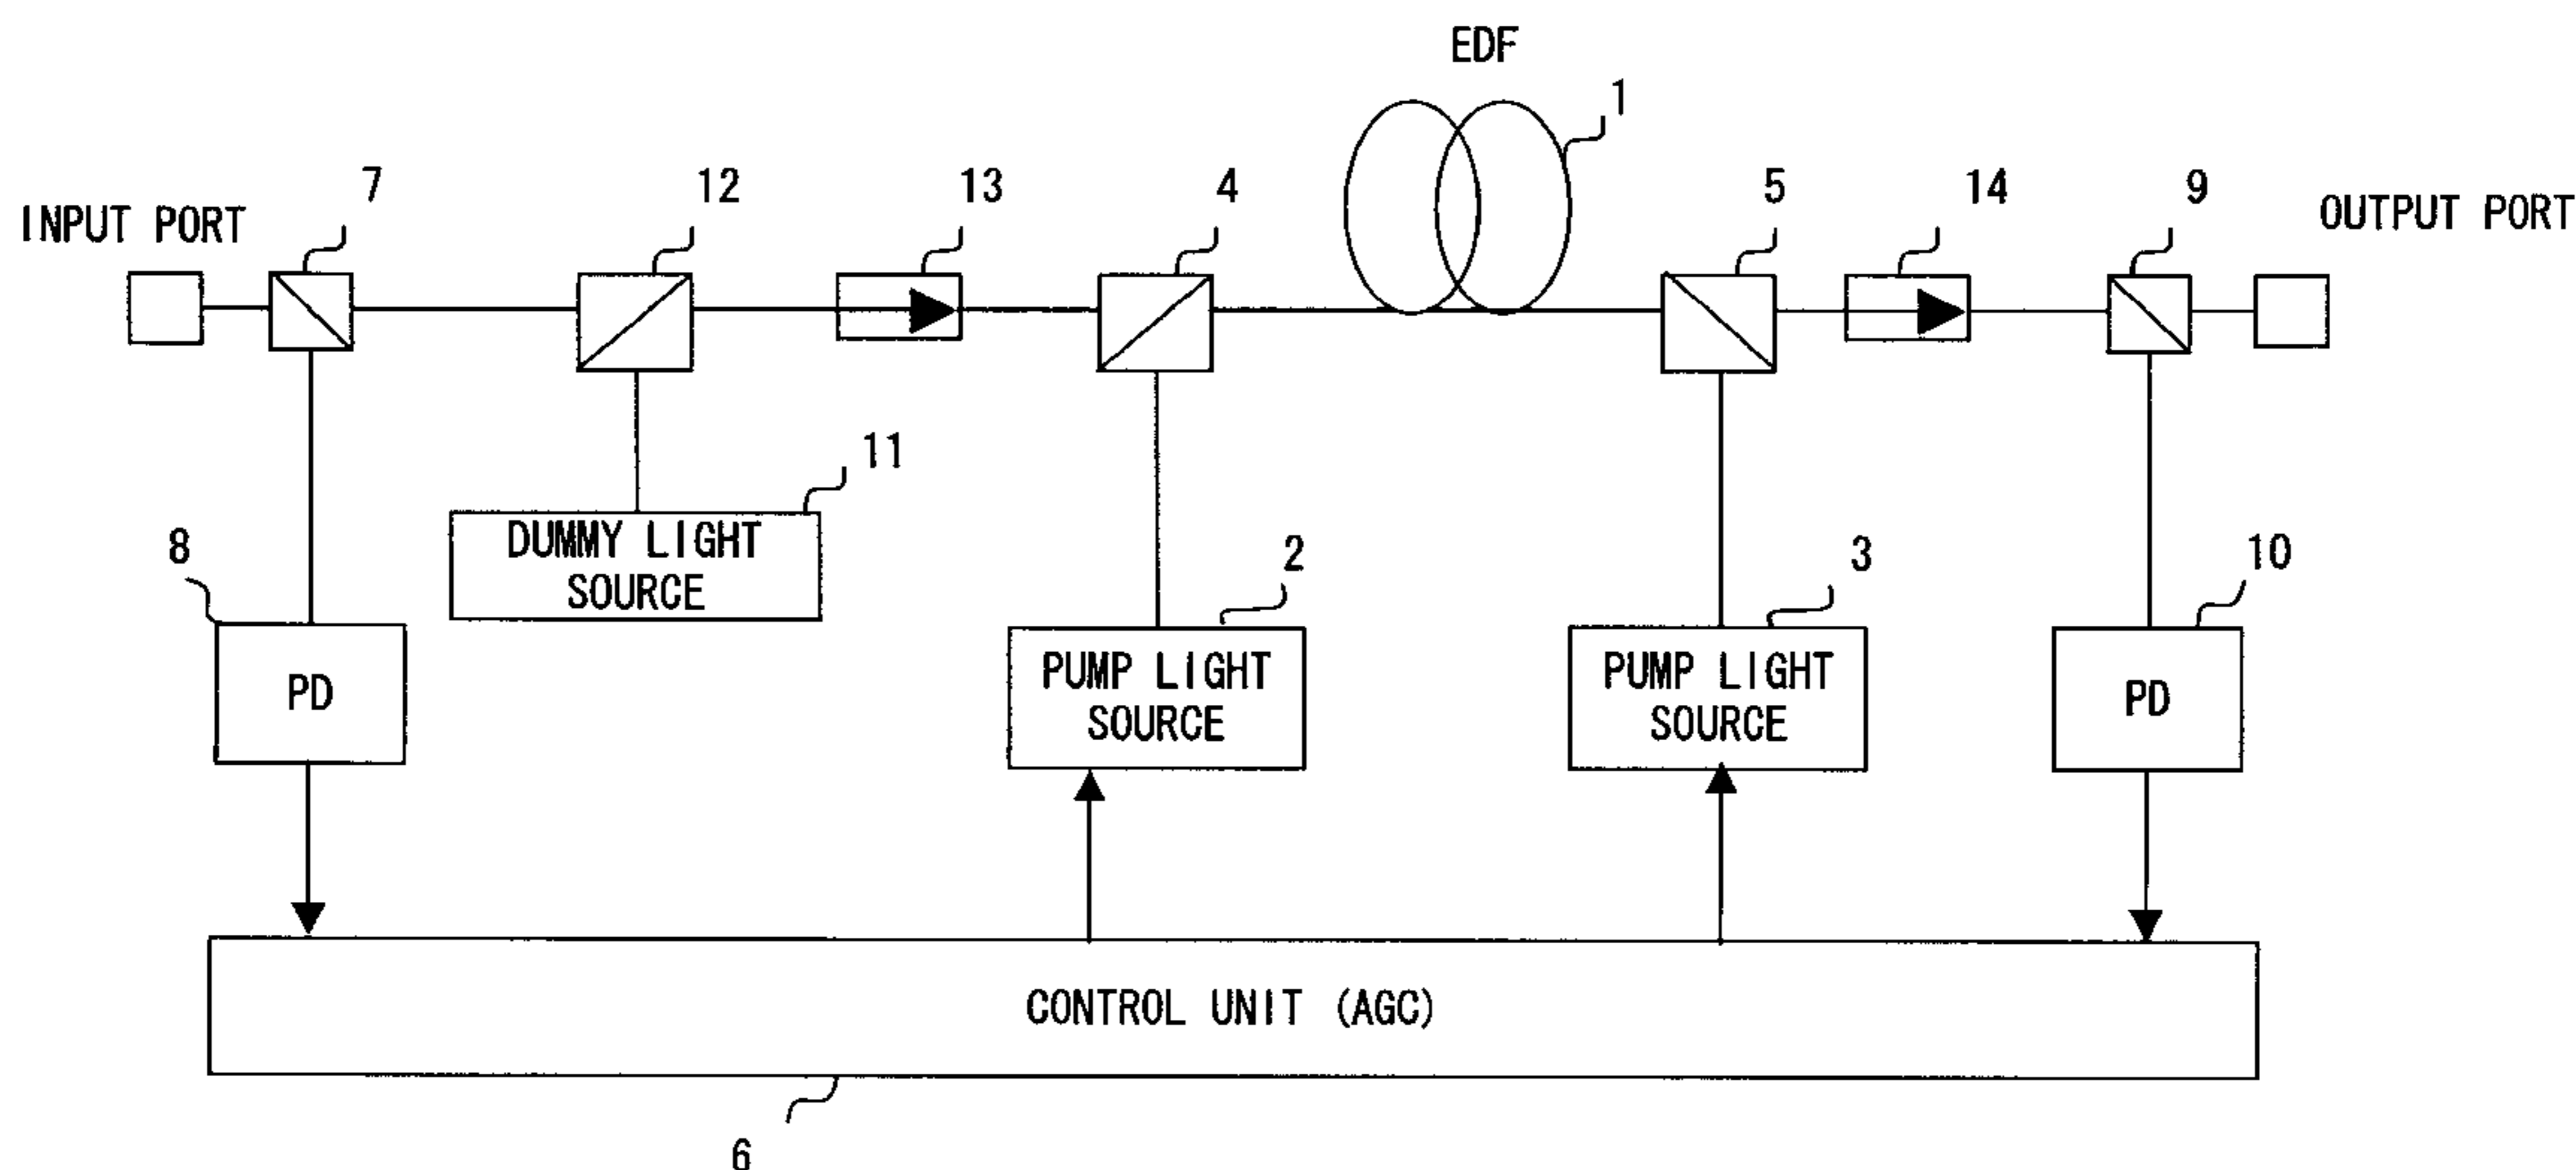 EDF
1
7
12
13
4
5
14
9
INPUT PORT
OUTPUT PORT
11
8
DUMMY LIGHT
SOURCE
2
3
10
PD
PUMP LIGHT
SOURCE
PUMP LIGHT
SOURCE
PD
CONTROL UNIT (AGC)
6